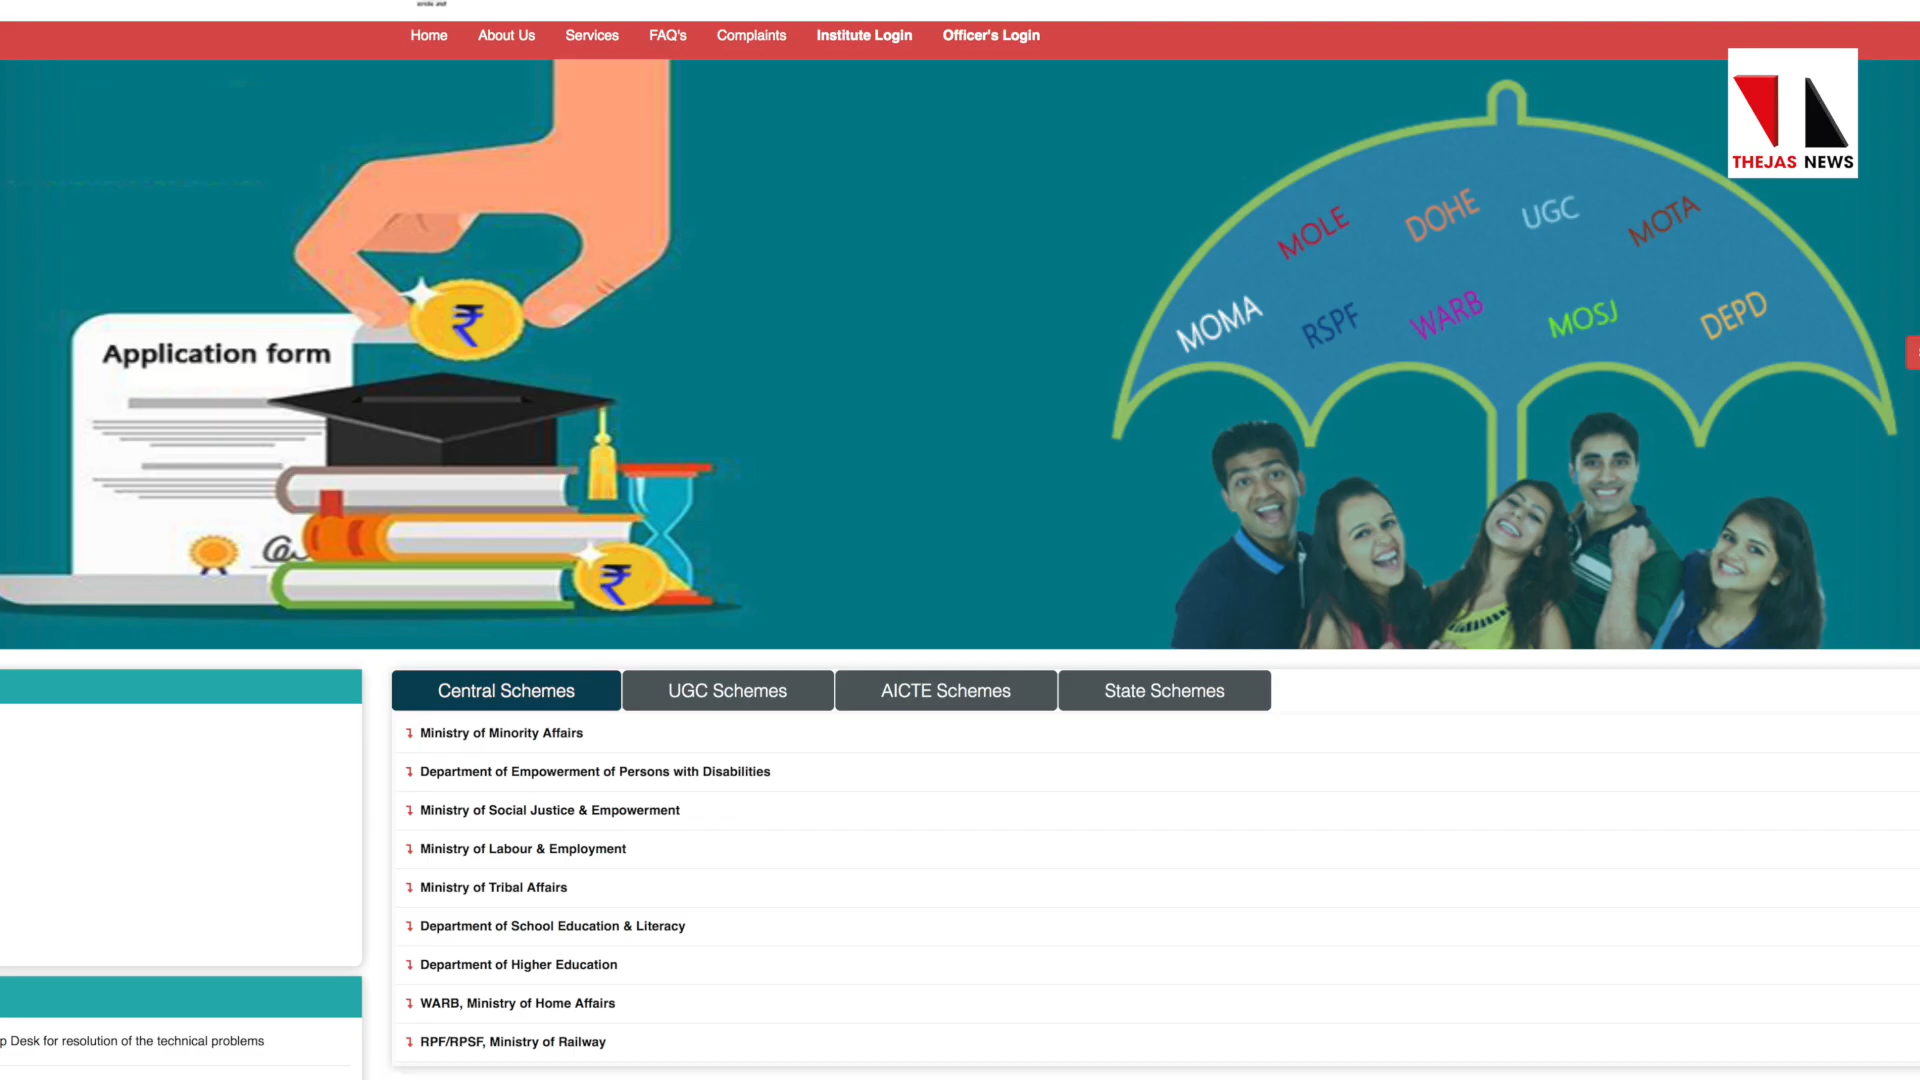 Home About Us Services FAQ's Complaints Institute Login Officer's Login
THEJAS NEWS
MOLE DOHE UGC MOTA
MOMA RSPF WARB MOSJ DEPD
Application form
₹
₹
Central Schemes UGC Schemes AICTE Schemes State Schemes
Ministry of Minority Affairs
Department of Empowerment of Persons with Disabilities
Ministry of Social Justice & Empowerment
Ministry of Labour & Employment
Ministry of Tribal Affairs
Department of School Education & Literacy
Department of Higher Education
WARB, Ministry of Home Affairs
RPF/RPSF, Ministry of Railway
p Desk for resolution of the technical problems